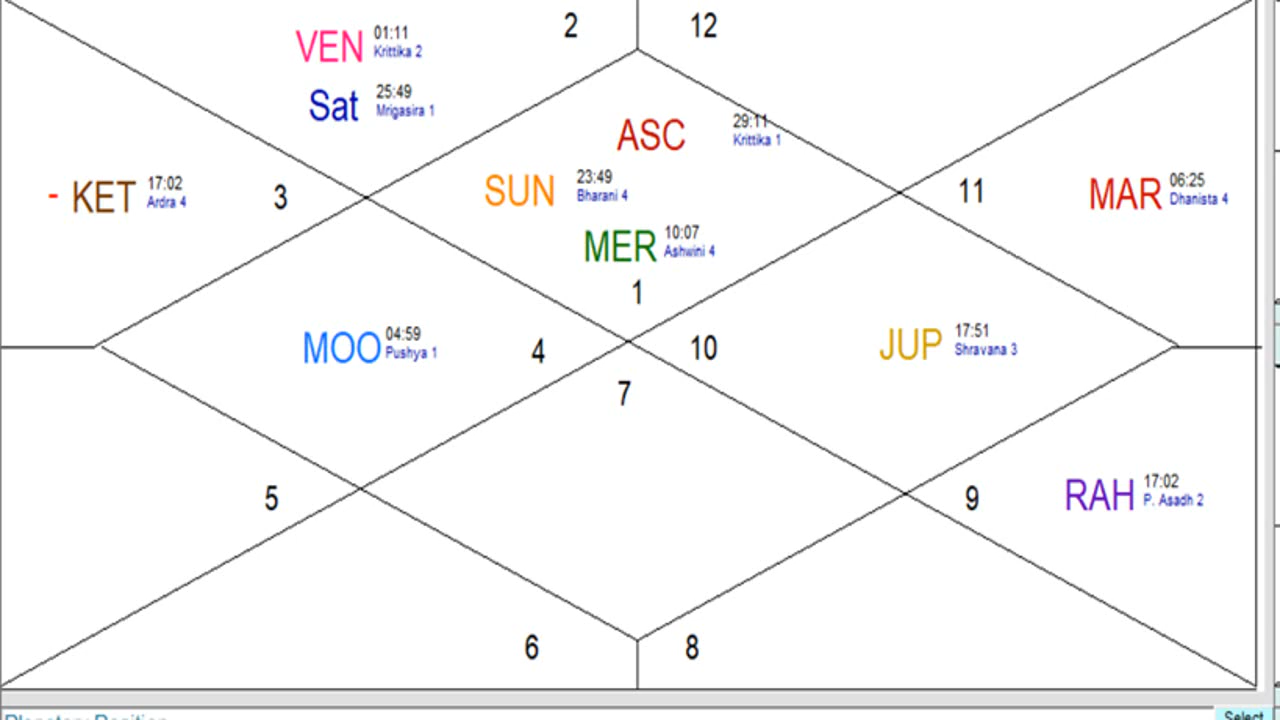 2
12
VEN 01:11
Krittika 2
Sat 25:49
Mrigasira 1
ASC 29:11
Krittika 1
- KET 17:02
Ardra 4
3
SUN 23:49
Bharani 4
11
MAR 06:25
Dhanista 4
MER 10:07
Ashwini 4
1
MOO 04:59
Pushya 1
4
10
JUP 17:51
Shravana 3
7
5
9
RAH 17:02
P. Asadh 2
6
8
Planetary Position
Select